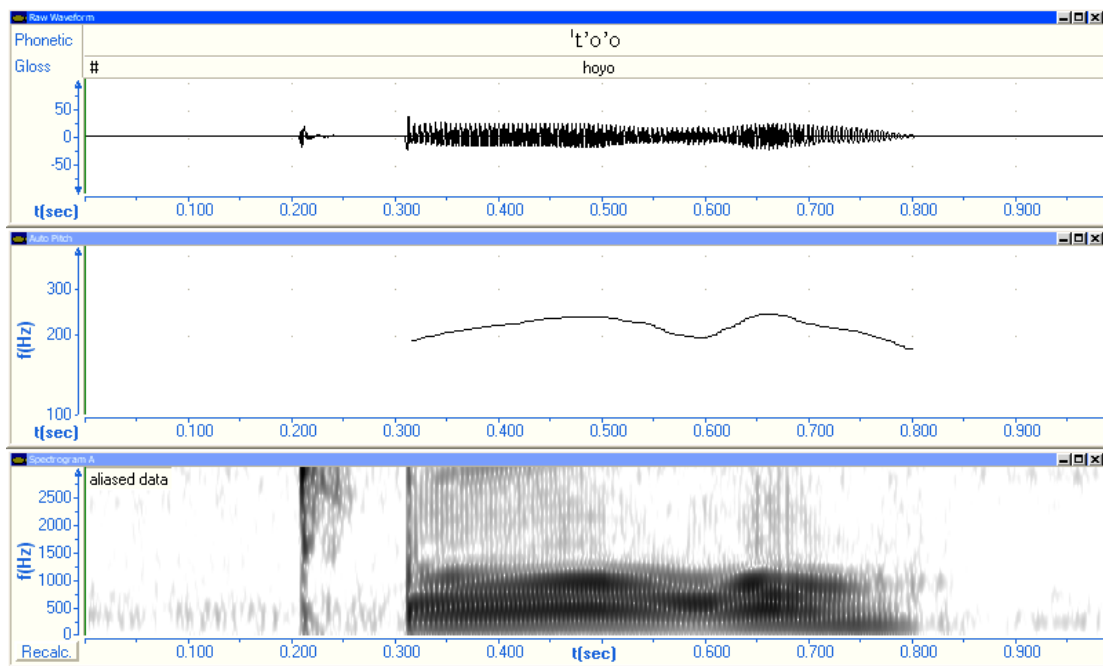 Raw Waveform
Phonetic ˈt’o’o
Gloss # hoyo
50
0
-50
t(sec) 0.100 0.200 0.300 0.400 0.500 0.600 0.700 0.800 0.900
Auto Pitch
300
200
100
f(Hz)
t(sec) 0.100 0.200 0.300 0.400 0.500 0.600 0.700 0.800 0.900
Spectrogram A
aliased data
2500
2000
1500
1000
500
0
f(Hz)
Recalc. 0.100 0.200 0.300 0.400 t(sec) 0.600 0.700 0.800 0.900